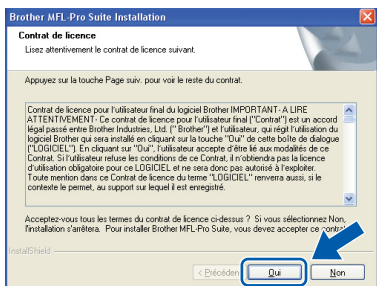 Brother MFL-Pro Suite Installation
Contrat de licence
Lisez attentivement le contrat de licence suivant.
Appuyez sur la touche Page suiv. pour voir le reste du contrat.
Contrat de licence pour l'utilisateur final du logiciel Brother IMPORTANT- A LIRE
ATTENTIVEMENT- Ce contrat de licence pour l'utilisateur final ("Contrat") est un accord
légal passé entre Brother Industries, Ltd. (" Brother") et l'utilisateur, qui régit l'utilisation du
logiciel Brother qui sera installé en cliquant sur la touche "Oui" de cette boîte de dialogue
("LOGICIEL"). En cliquant sur "Oui", l'utilisateur accepte d'être lié aux modalités de ce
Contrat. Si l'utilisateur refuse les conditions de ce Contrat, il n'obtiendra pas la licence
d'utilisation obligatoire pour ce LOGICIEL et ne sera donc pas autorisé à l'exploiter.
Toute mention dans ce Contrat de licence du terme "LOGICIEL" renverra aussi, si le
contexte le permet, au support sur lequel il est enregistré.
Acceptez-vous tous les termes du contrat de licence ci-dessus ? Si vous sélectionnez Non,
l'installation s'arrêtera. Pour installer Brother MFL-Pro Suite, vous devez accepter ce contrat.
InstallShield
< Précéden
Oui
Non